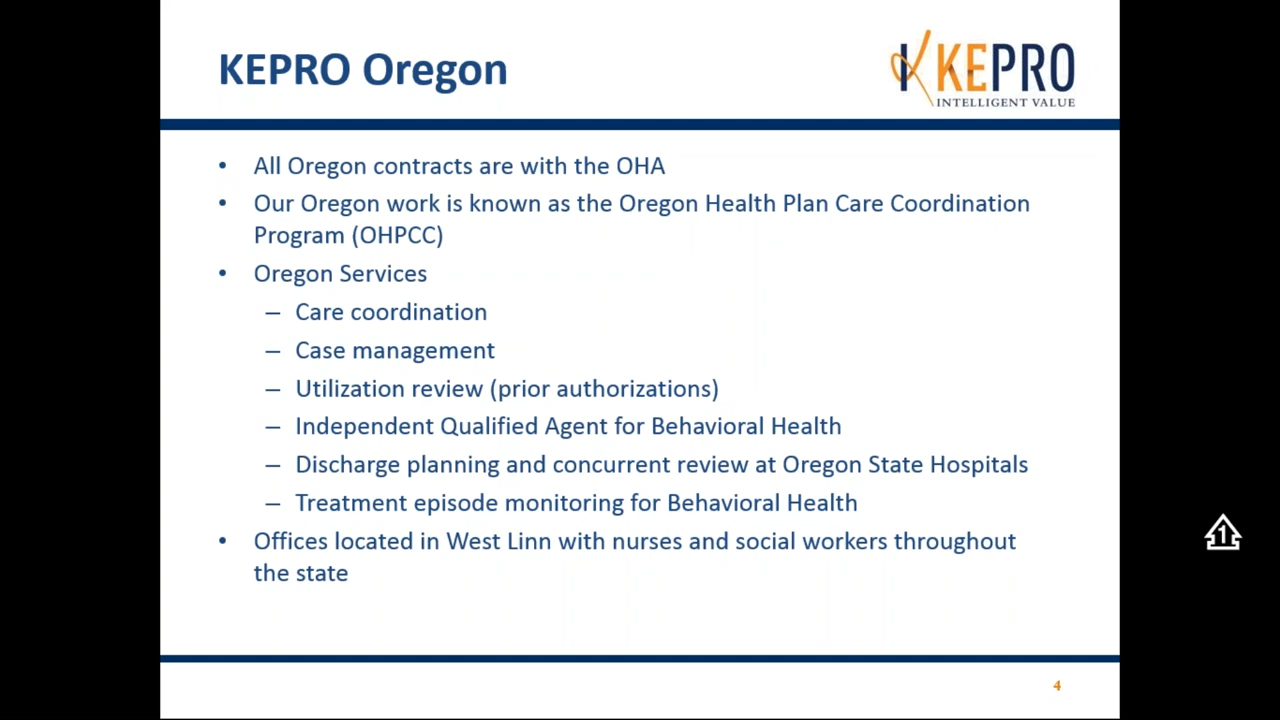 KEPRO Oregon
KEPRO
INTELLIGENT VALUE
• All Oregon contracts are with the OHA
• Our Oregon work is known as the Oregon Health Plan Care Coordination
Program (OHPCC)
• Oregon Services
– Care coordination
– Case management
– Utilization review (prior authorizations)
– Independent Qualified Agent for Behavioral Health
– Discharge planning and concurrent review at Oregon State Hospitals
– Treatment episode monitoring for Behavioral Health
• Offices located in West Linn with nurses and social workers throughout
the state
1
4